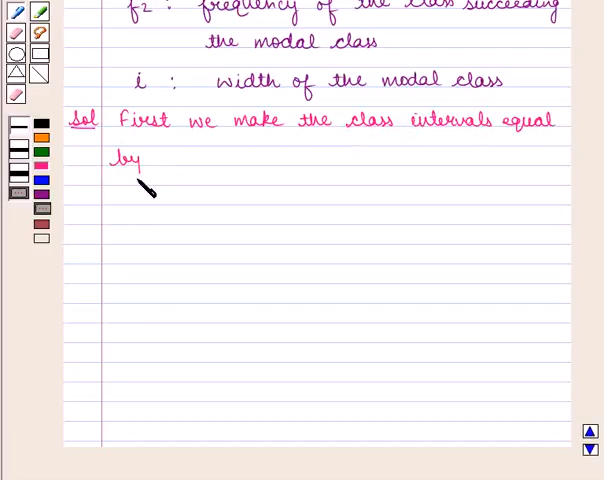 f2 : frequency of the class succeeding
the modal class
i : width of the modal class
Sol First we make the class intervals equal
by